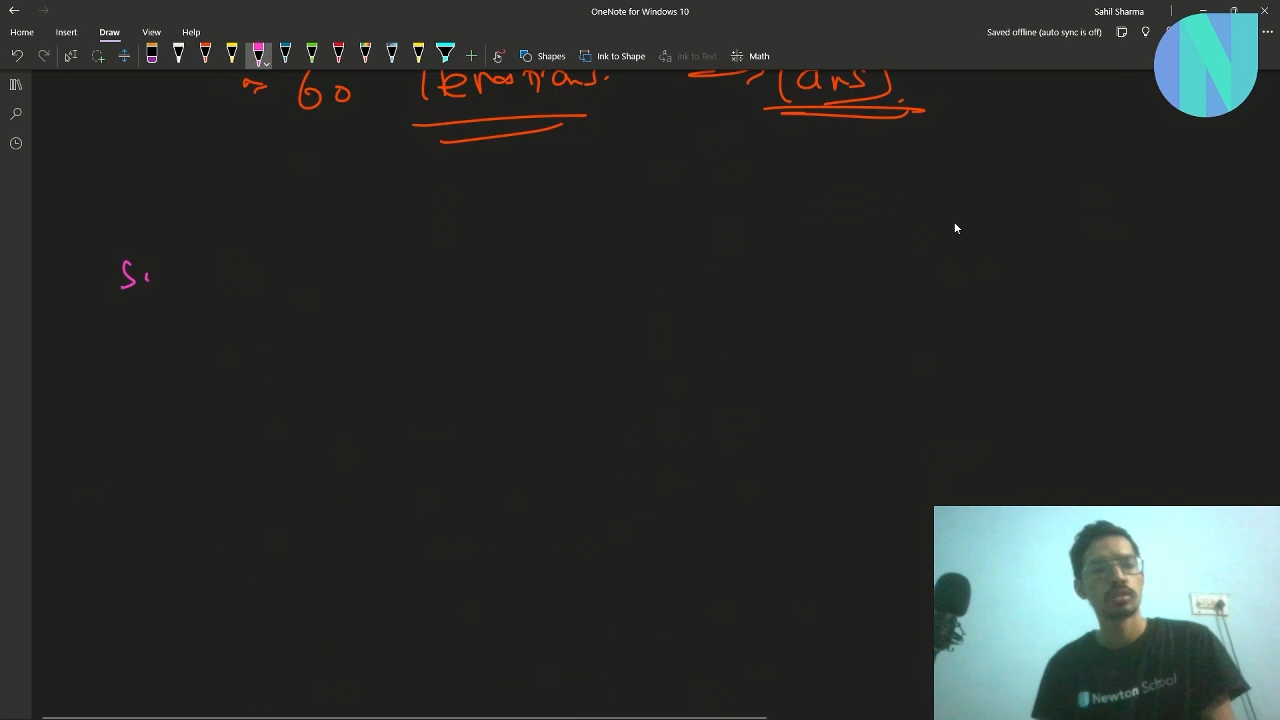 OneNote for Windows 10
Sahil Sharma
Home Insert Draw View Help
Saved offline (auto sync is off)
Shapes Ink to Shape Ink to Text Math
≈ 60 Iterations. (ans).
Newton School